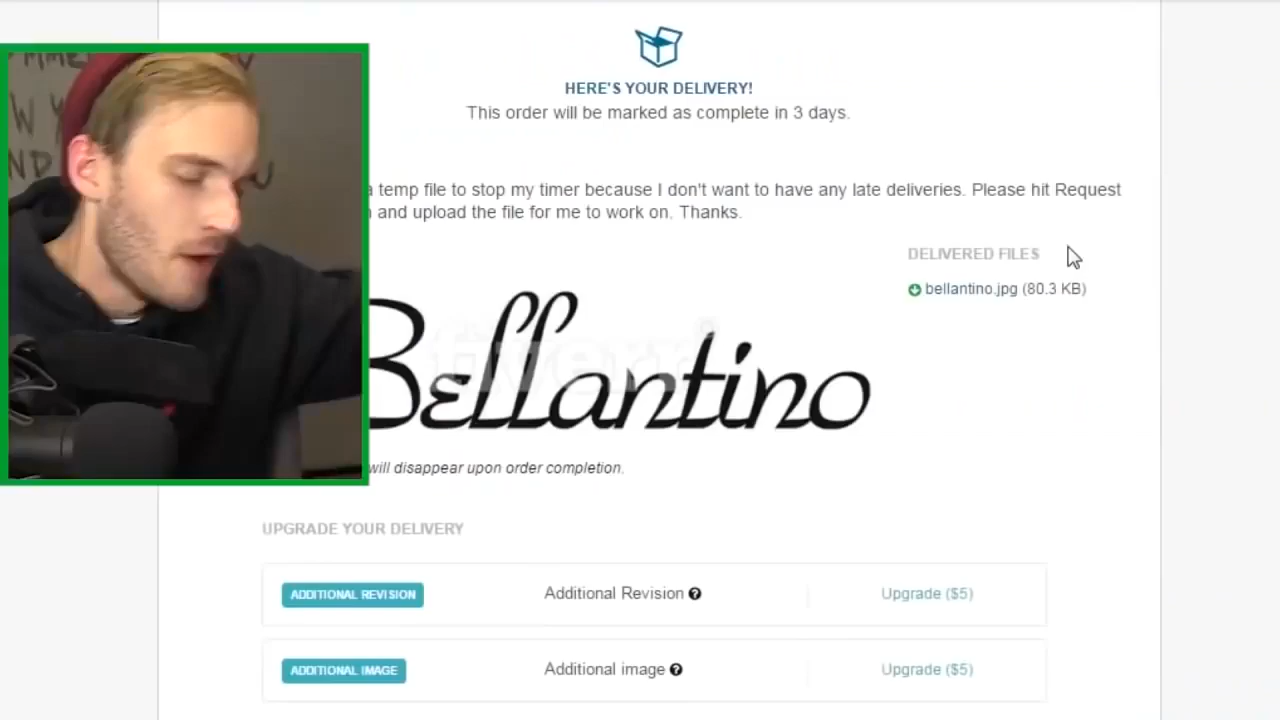 HERE'S YOUR DELIVERY!
This order will be marked as complete in 3 days.
a temp file to stop my timer because I don't want to have any late deliveries. Please hit Request
and upload the file for me to work on. Thanks.
DELIVERED FILES
bellantino.jpg (80.3 KB)
Bellantino
fiverr
will disappear upon order completion.
UPGRADE YOUR DELIVERY
ADDITIONAL REVISION Additional Revision Upgrade ($5)
ADDITIONAL IMAGE Additional image Upgrade ($5)